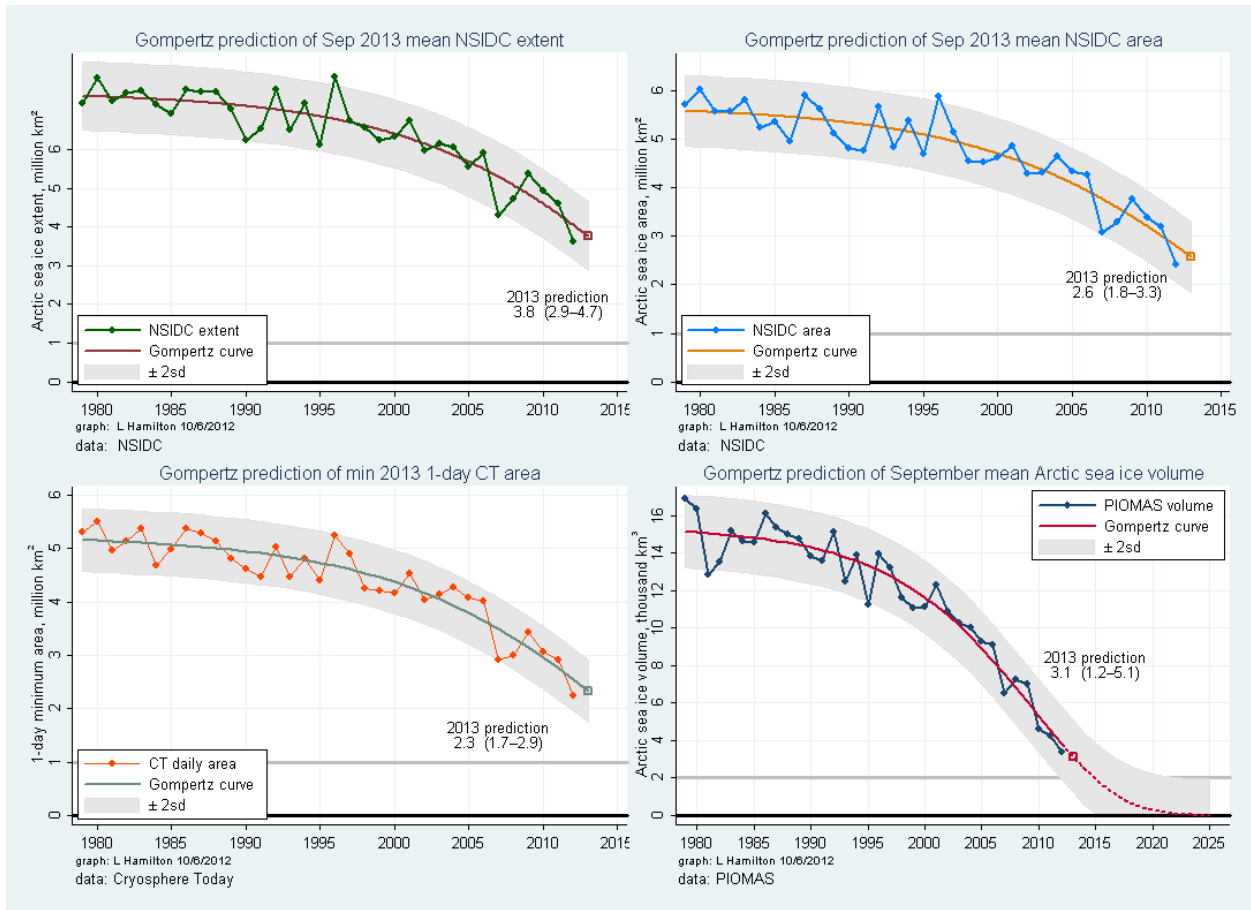 Gompertz prediction of Sep 2013 mean NSIDC extent
Arctic sea ice extent, million km²
6
5
4
3
2
1
0
2013 prediction
3.8 (2.9–4.7)
NSIDC extent
Gompertz curve
± 2sd
1980 1985 1990 1995 2000 2005 2010 2015
graph: L Hamilton 10/6/2012
data: NSIDC
Gompertz prediction of Sep 2013 mean NSIDC area
Arctic sea ice area, million km²
6
5
4
3
2
1
0
2013 prediction
2.6 (1.8–3.3)
NSIDC area
Gompertz curve
± 2sd
1980 1985 1990 1995 2000 2005 2010 2015
graph: L Hamilton 10/6/2012
data: NSIDC
Gompertz prediction of min 2013 1-day CT area
1-day minimum area, million km²
6
5
4
3
2
1
0
2013 prediction
2.3 (1.7–2.9)
CT daily area
Gompertz curve
± 2sd
1980 1985 1990 1995 2000 2005 2010 2015
graph: L Hamilton 10/6/2012
data: Cryosphere Today
Gompertz prediction of September mean Arctic sea ice volume
Arctic sea ice volume, thousand km³
16
14
12
10
8
6
4
2
0
PIOMAS volume
Gompertz curve
± 2sd
2013 prediction
3.1 (1.2–5.1)
1980 1985 1990 1995 2000 2005 2010 2015 2020 2025
graph: L Hamilton 10/6/2012
data: PIOMAS